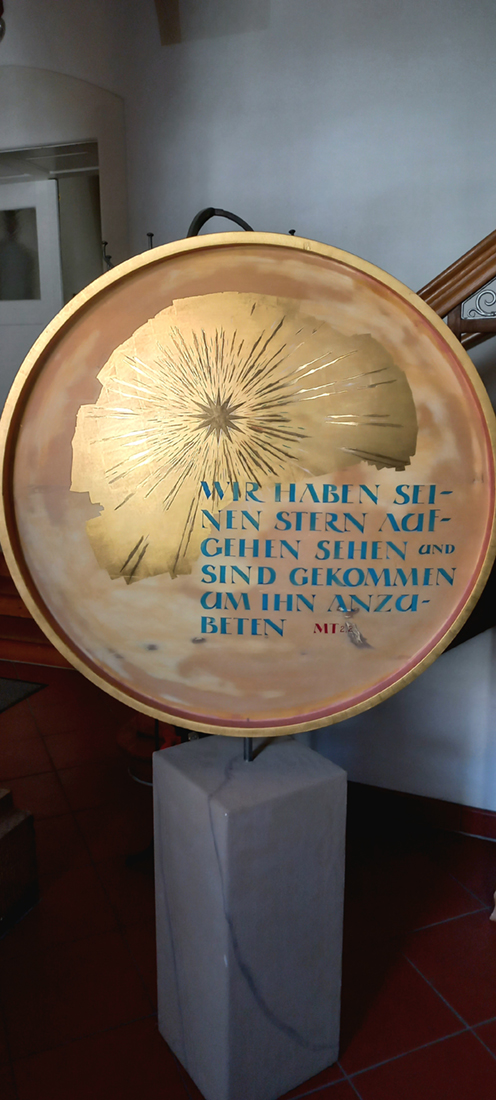 WIR HABEN SEI-
NEN STERN AUF-
GEHEN SEHEN UND
SIND GEKOMMEN
UM IHN ANZU-
BETEN MT